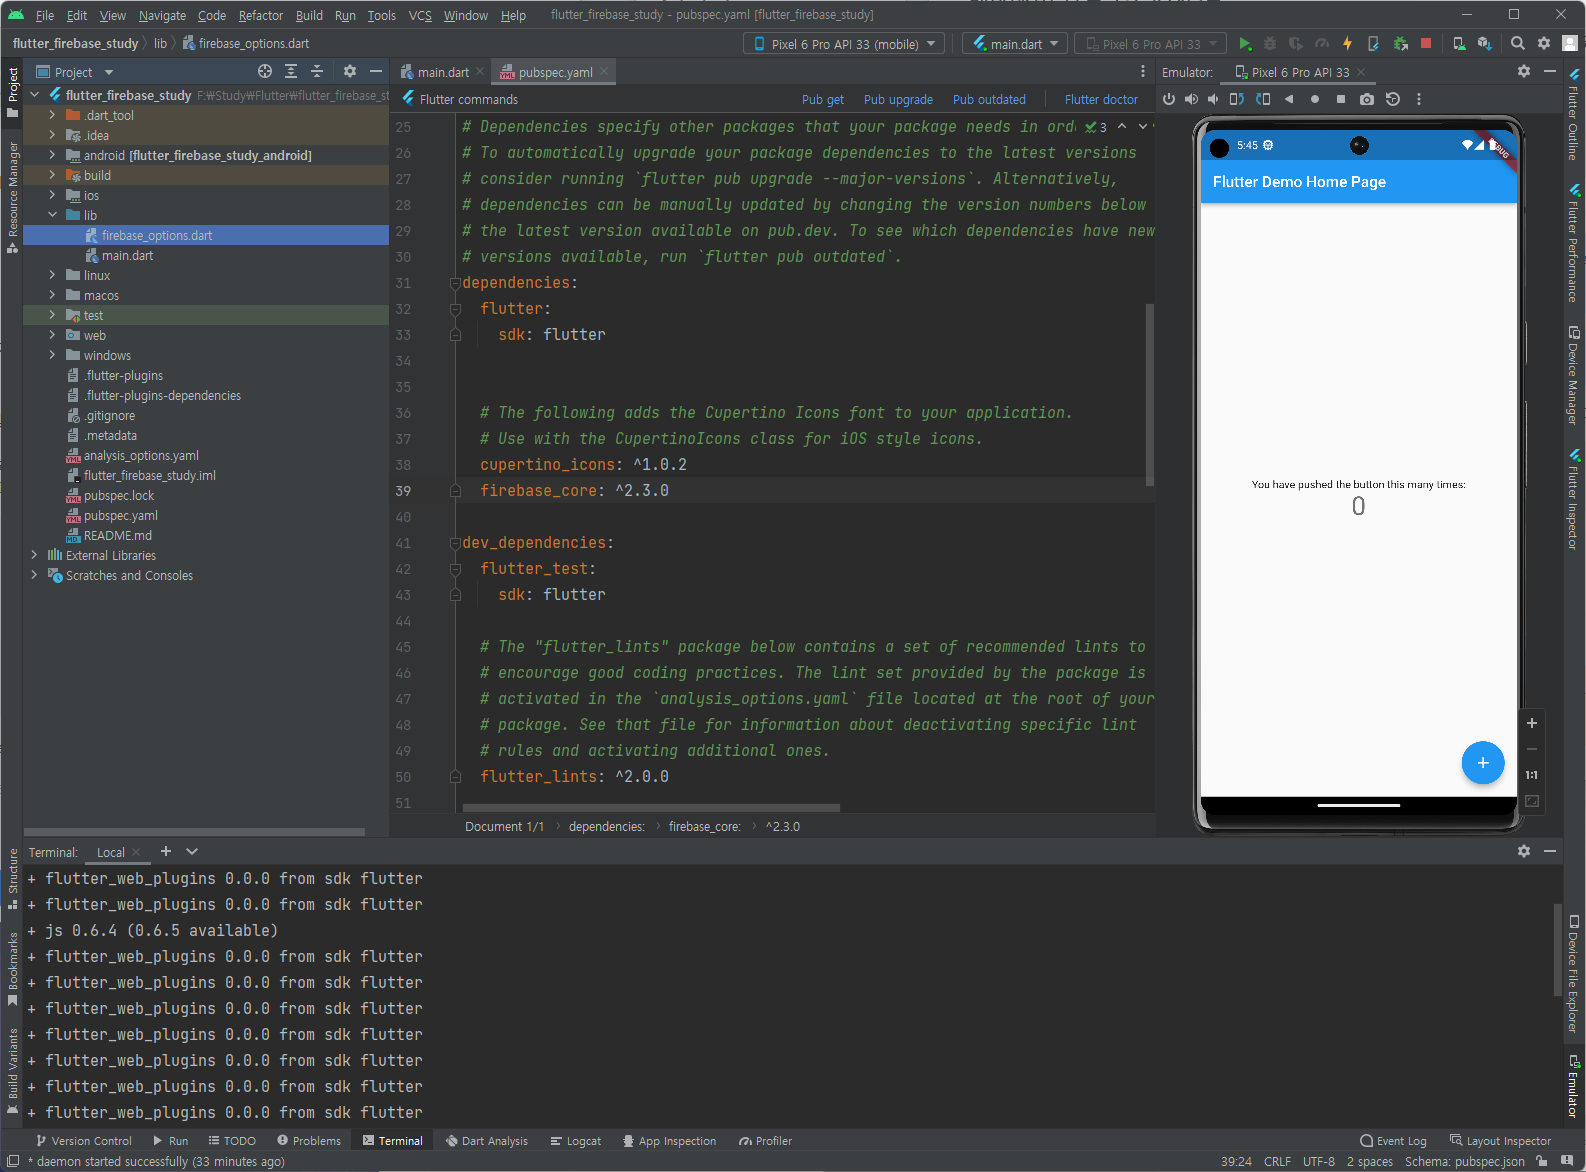 File Edit View Navigate Code Refactor Build Run Tools VCS Window Help flutter_firebase_study - pubspec.yaml [flutter_firebase_study]
flutter_firebase_study lib firebase_options.dart Pixel 6 Pro API 33 (mobile) main.dart Pixel 6 Pro API 33
Project main.dart pubspec.yaml Emulator: Pixel 6 Pro API 33
Flutter commands Pub get Pub upgrade Pub outdated Flutter doctor
Project
Resource Manager
Structure
Bookmarks
Build Variants
flutter_firebase_study F:₩Study₩Flutter₩flutter_firebase_st
.dart_tool
.idea
android [flutter_firebase_study_android]
build
ios
lib
firebase_options.dart
main.dart
linux
macos
test
web
windows
.flutter-plugins
.flutter-plugins-dependencies
.gitignore
.metadata
analysis_options.yaml
flutter_firebase_study.iml
pubspec.lock
pubspec.yaml
README.md
External Libraries
Scratches and Consoles
25 # Dependencies specify other packages that your package needs in ord 3
26 # To automatically upgrade your package dependencies to the latest versions
27 # consider running `flutter pub upgrade --major-versions`. Alternatively,
28 # dependencies can be manually updated by changing the version numbers below
29 # the latest version available on pub.dev. To see which dependencies have new
30 # versions available, run `flutter pub outdated`.
31 dependencies:
32 flutter:
33 sdk: flutter
34
35
36 # The following adds the Cupertino Icons font to your application.
37 # Use with the CupertinoIcons class for iOS style icons.
38 cupertino_icons: ^1.0.2
39 firebase_core: ^2.3.0
40
41 dev_dependencies:
42 flutter_test:
43 sdk: flutter
44
45 # The "flutter_lints" package below contains a set of recommended lints to
46 # encourage good coding practices. The lint set provided by the package is
47 # activated in the `analysis_options.yaml` file located at the root of your
48 # package. See that file for information about deactivating specific lint
49 # rules and activating additional ones.
50 flutter_lints: ^2.0.0
51
Document 1/1 dependencies: firebase_core: ^2.3.0
5:45
DEBUG
Flutter Demo Home Page
You have pushed the button this many times:
0
+
1:1
Flutter Outline
Flutter Performance
Device Manager
Flutter Inspector
Device File Explorer
Emulator
Terminal: Local
+ flutter_web_plugins 0.0.0 from sdk flutter
+ flutter_web_plugins 0.0.0 from sdk flutter
+ js 0.6.4 (0.6.5 available)
+ flutter_web_plugins 0.0.0 from sdk flutter
+ flutter_web_plugins 0.0.0 from sdk flutter
+ flutter_web_plugins 0.0.0 from sdk flutter
+ flutter_web_plugins 0.0.0 from sdk flutter
+ flutter_web_plugins 0.0.0 from sdk flutter
+ flutter_web_plugins 0.0.0 from sdk flutter
+ flutter_web_plugins 0.0.0 from sdk flutter
Version Control Run TODO Problems Terminal Dart Analysis Logcat App Inspection Profiler Event Log Layout Inspector
* daemon started successfully (33 minutes ago) 39:24 CRLF UTF-8 2 spaces Schema: pubspec.json